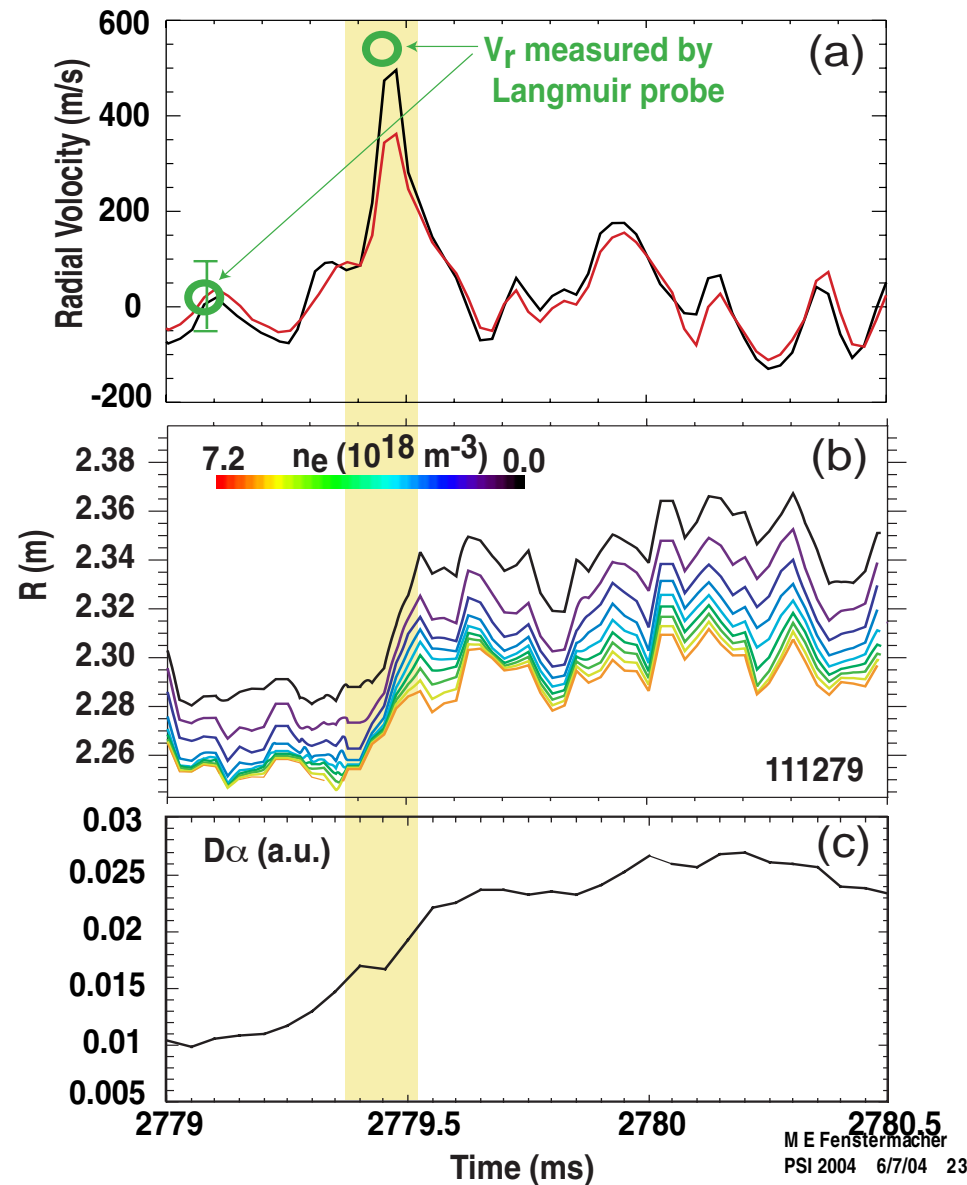 600
400
200
0
-200
Radial Volocity (m/s)
(a)
Vr measured by
Langmuir probe
2.38
2.36
2.34
2.32
2.30
2.28
2.26
R (m)
7.2 ne (10^18 m^-3) 0.0
(b)
111279
0.03
0.025
0.02
0.015
0.01
0.005
Dα (a.u.)
(c)
2779 2779.5 2780 2780.5
Time (ms)
M E Fenstermacher
PSI 2004 6/7/04 23